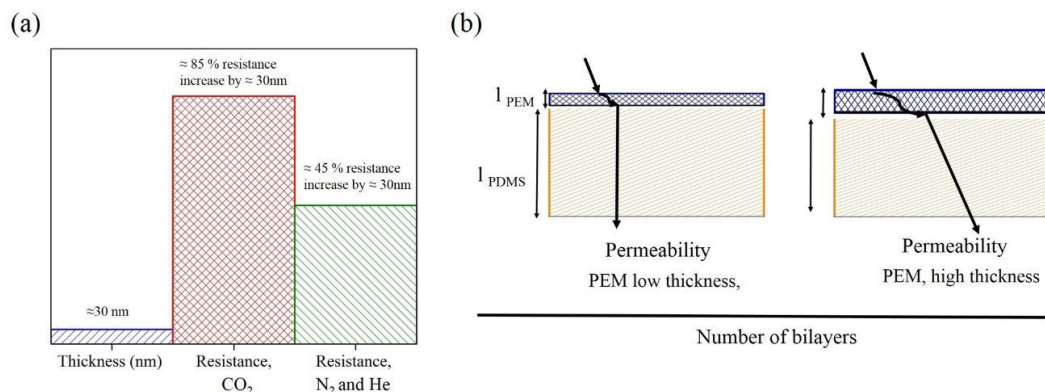 (a)
≈ 85 % resistance
increase by ≈ 30nm
≈ 45 % resistance
increase by ≈ 30nm
≈30 nm
Thickness (nm)
Resistance,
CO₂
Resistance,
N₂ and He
(b)
l PEM
l PDMS
Permeability
PEM low thickness,
Permeability
PEM, high thickness
Number of bilayers